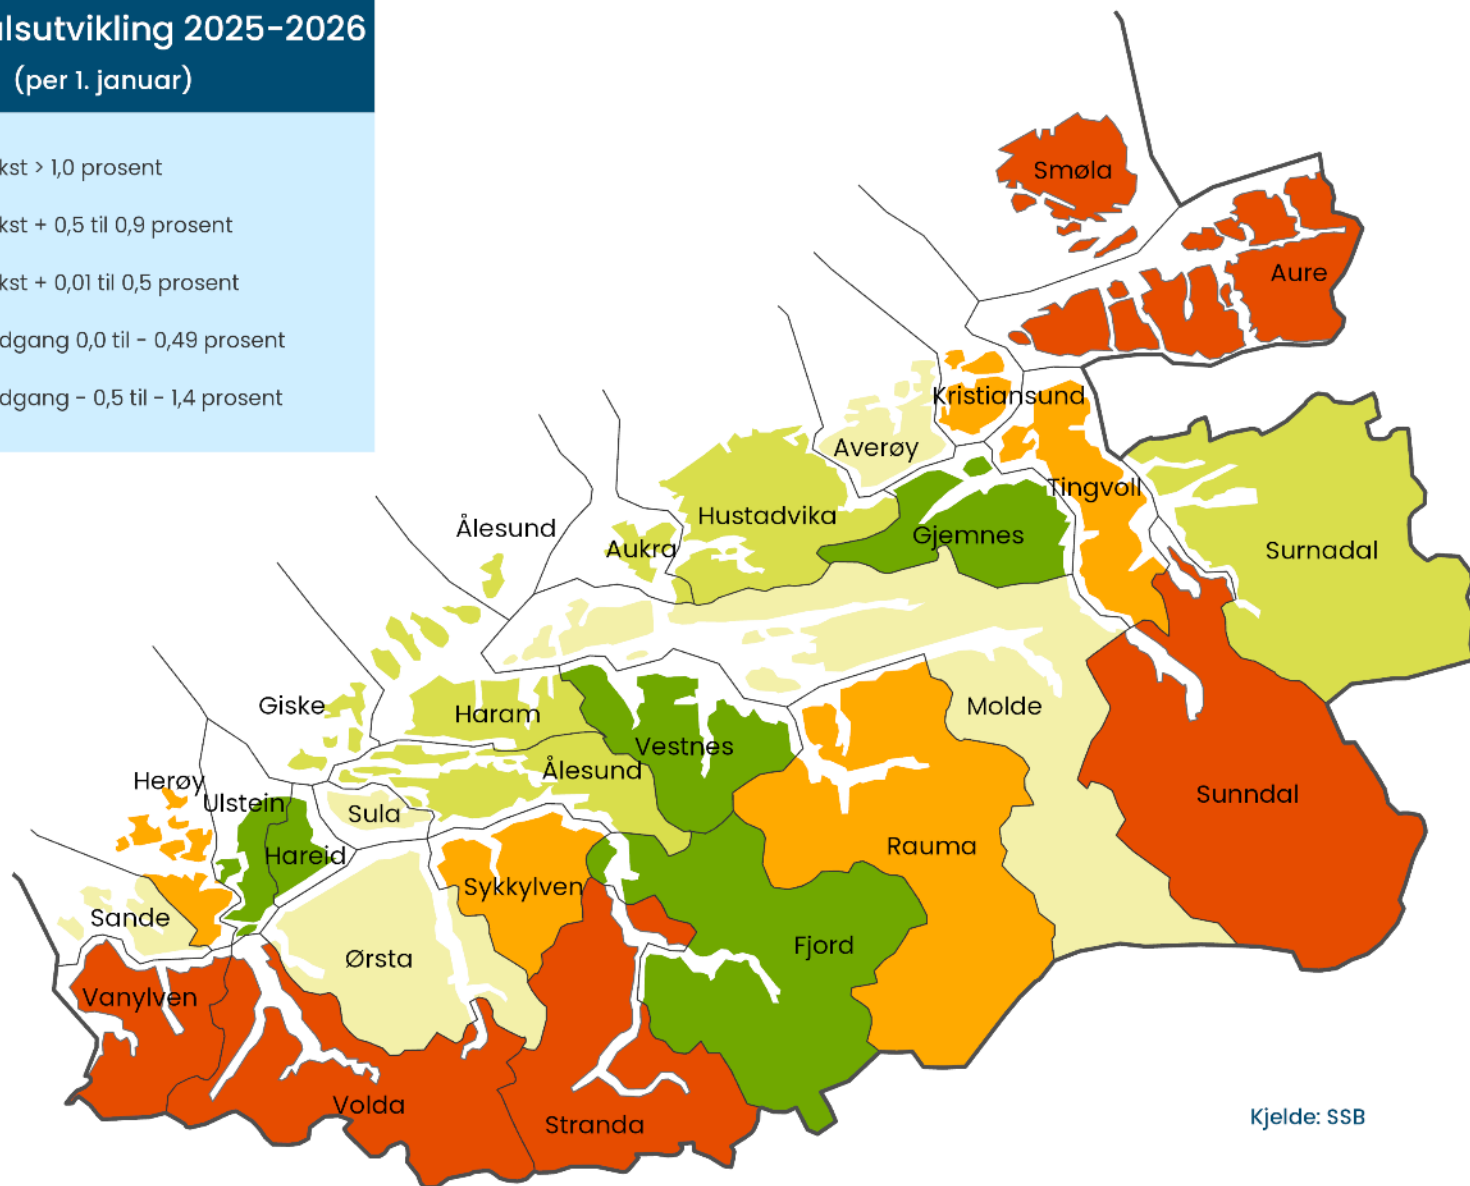 lsutvikling 2025-2026
(per 1. januar)
kst > 1,0 prosent
kst + 0,5 til 0,9 prosent
kst + 0,01 til 0,5 prosent
dgang 0,0 til - 0,49 prosent
dgang - 0,5 til - 1,4 prosent
Smøla
Aure
Kristiansund
Averøy
Tingvoll
Hustadvika
Ålesund
Gjemnes
Aukra
Surnadal
Giske
Haram
Molde
Vestnes
Ålesund
Herøy
Ulstein
Sunndal
Sula
Hareid
Rauma
Sykkylven
Sande
Fjord
Ørsta
Vanylven
Volda
Stranda
Kjelde: SSB